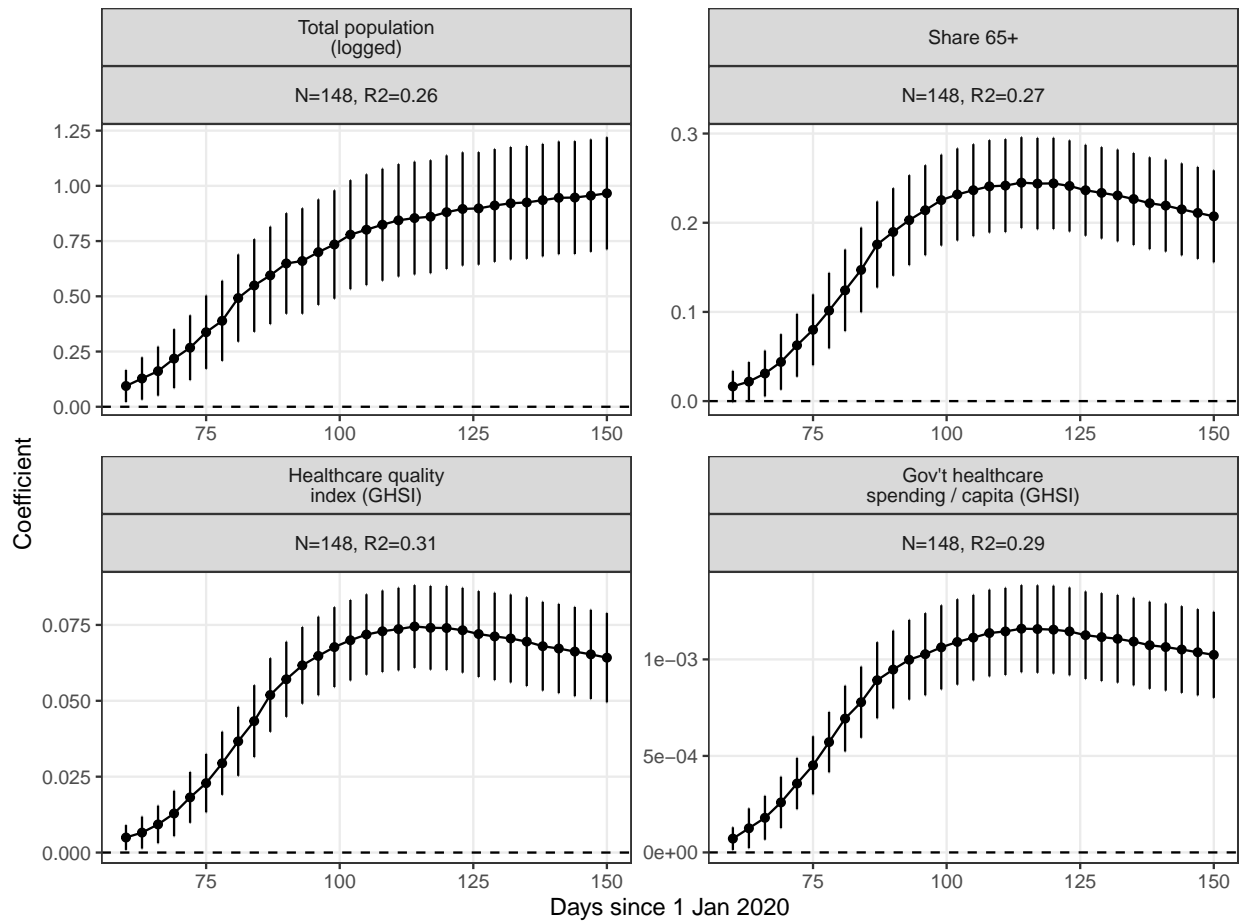 Total population
(logged)
N=148, R2=0.26
1.25
1.00
0.75
0.50
0.25
0.00
75 100 125 150
Share 65+
N=148, R2=0.27
0.3
0.2
0.1
0.0
75 100 125 150
Healthcare quality
index (GHSI)
N=148, R2=0.31
0.075
0.050
0.025
0.000
75 100 125 150
Gov't healthcare
spending / capita (GHSI)
N=148, R2=0.29
1e−03
5e−04
0e+00
75 100 125 150
Coefficient
Days since 1 Jan 2020